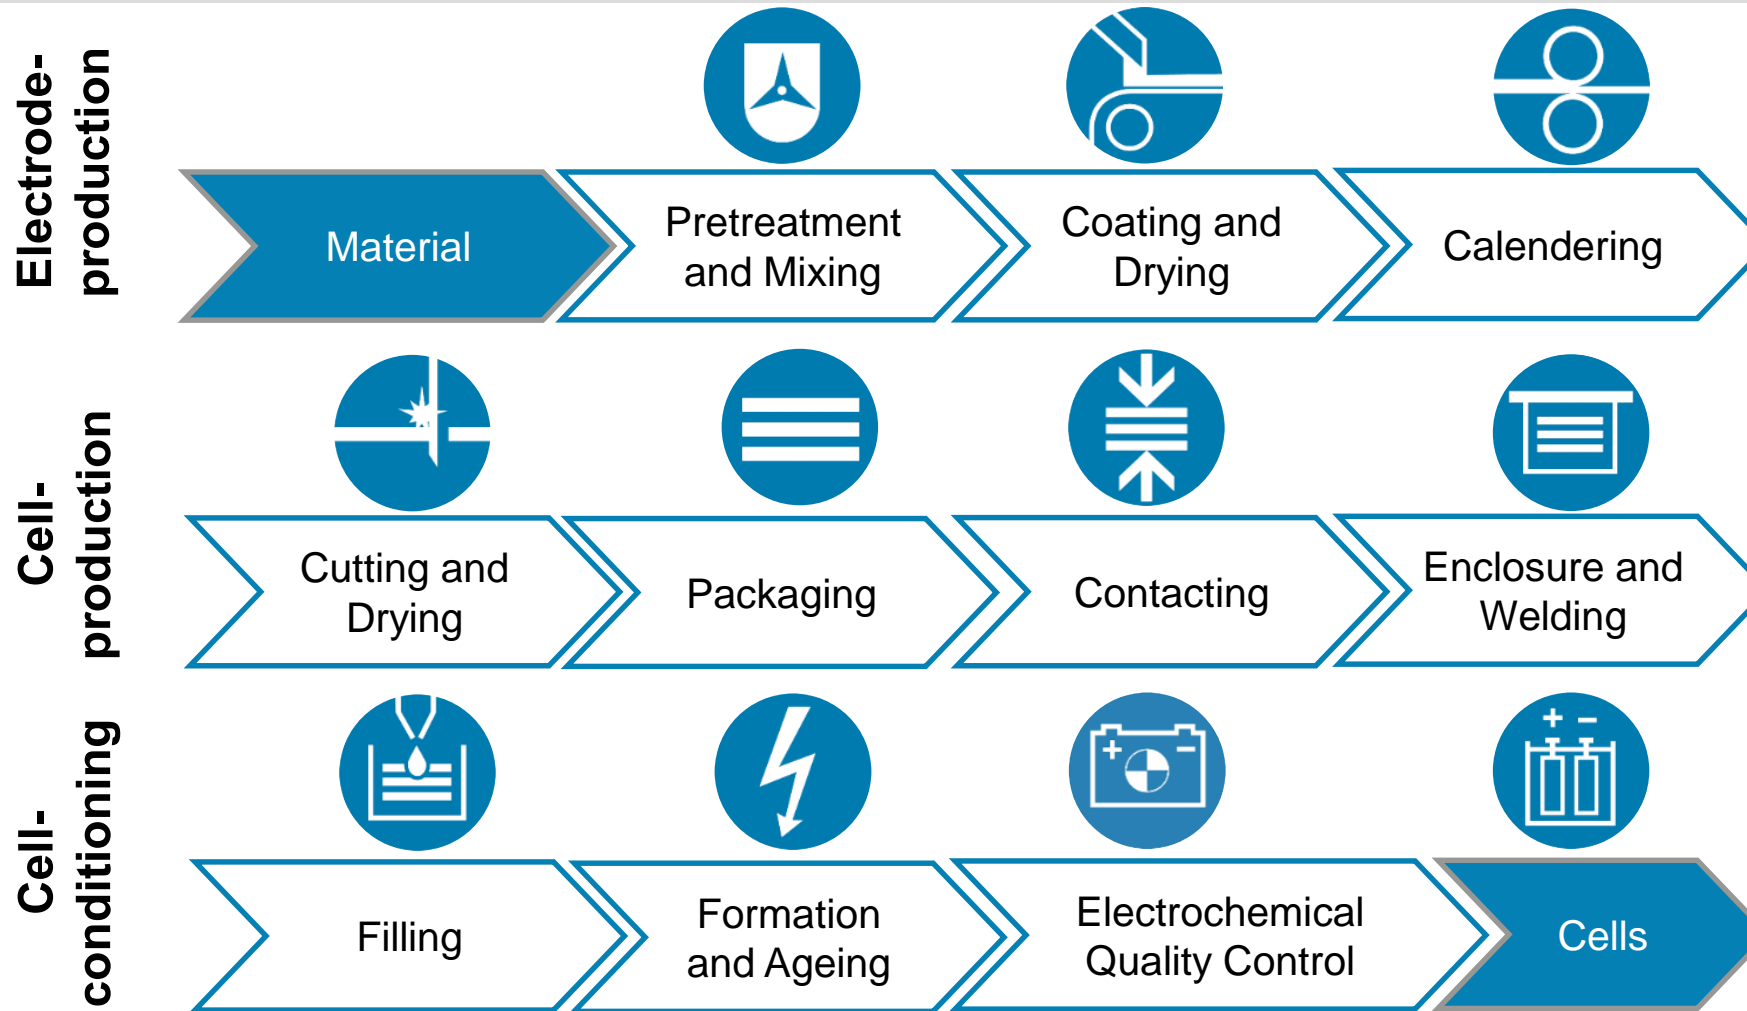 Electrode-
production
Material
Pretreatment
and Mixing
Coating and
Drying
Calendering
Cell-
production
Cutting and
Drying
Packaging
Contacting
Enclosure and
Welding
Cell-
conditioning
Filling
Formation
and Ageing
+ -
Electrochemical
Quality Control
+ -
Cells